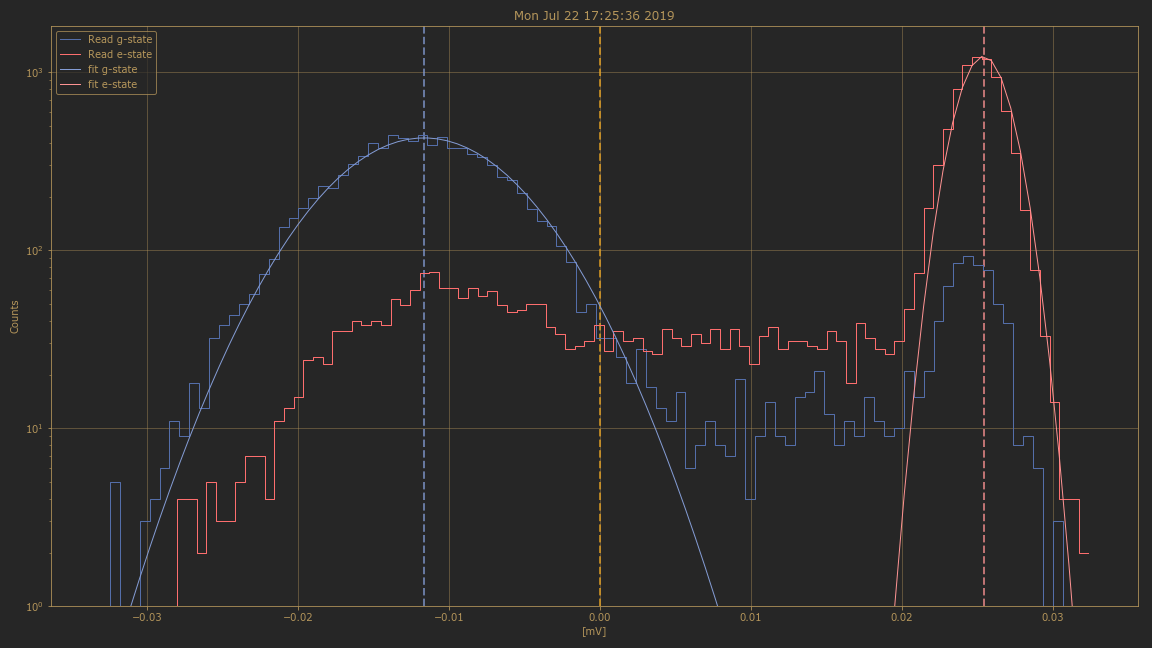 Mon Jul 22 17:25:36 2019
Read g-state
Read e-state
fit g-state
fit e-state
Counts
10³
10²
10¹
10⁰
−0.03 −0.02 −0.01 0.00 0.01 0.02 0.03
[mV]